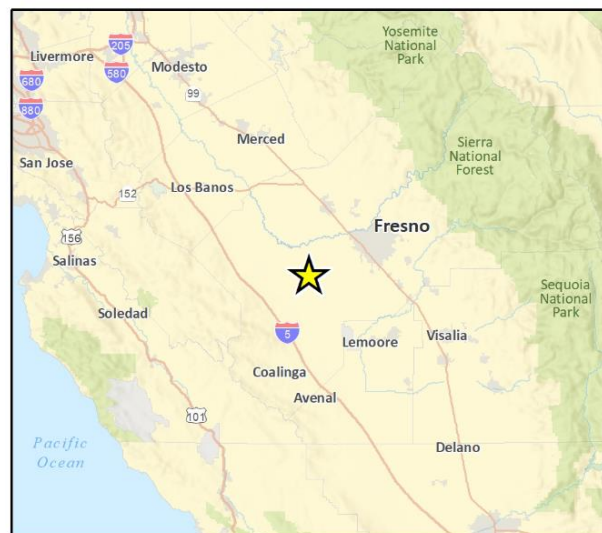 Yosemite
National
Park
205
Livermore
580
Modesto
680
99
880
Merced
Sierra
National
Forest
San Jose
152
Los Banos
Fresno
156
Salinas
Sequoia
National
Park
Soledad
5
Lemoore
Visalia
Coalinga
Avenal
101
Pacific
Ocean
Delano